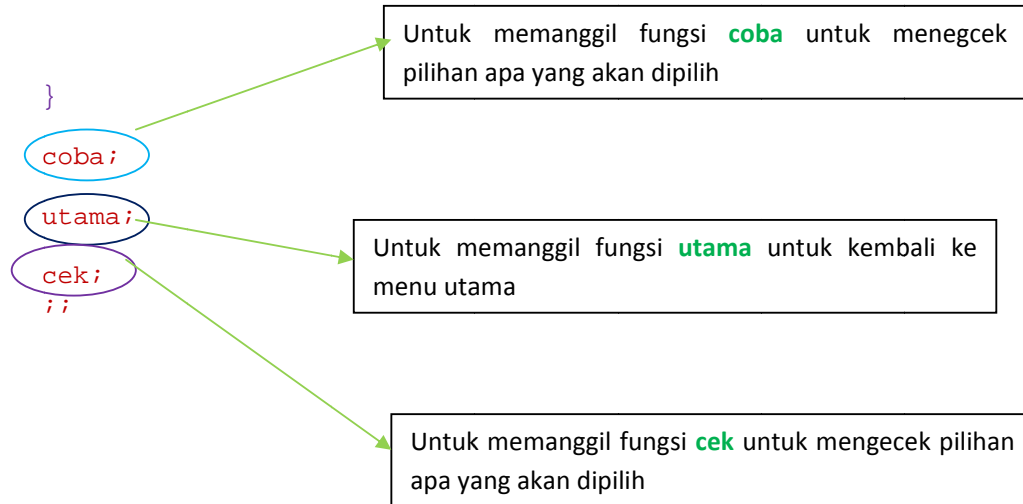 Untuk memanggil fungsi coba untuk menegcek
pilihan apa yang akan dipilih
}
coba;
utama;
Untuk memanggil fungsi utama untuk kembali ke
menu utama
cek;
;;
Untuk memanggil fungsi cek untuk mengecek pilihan
apa yang akan dipilih